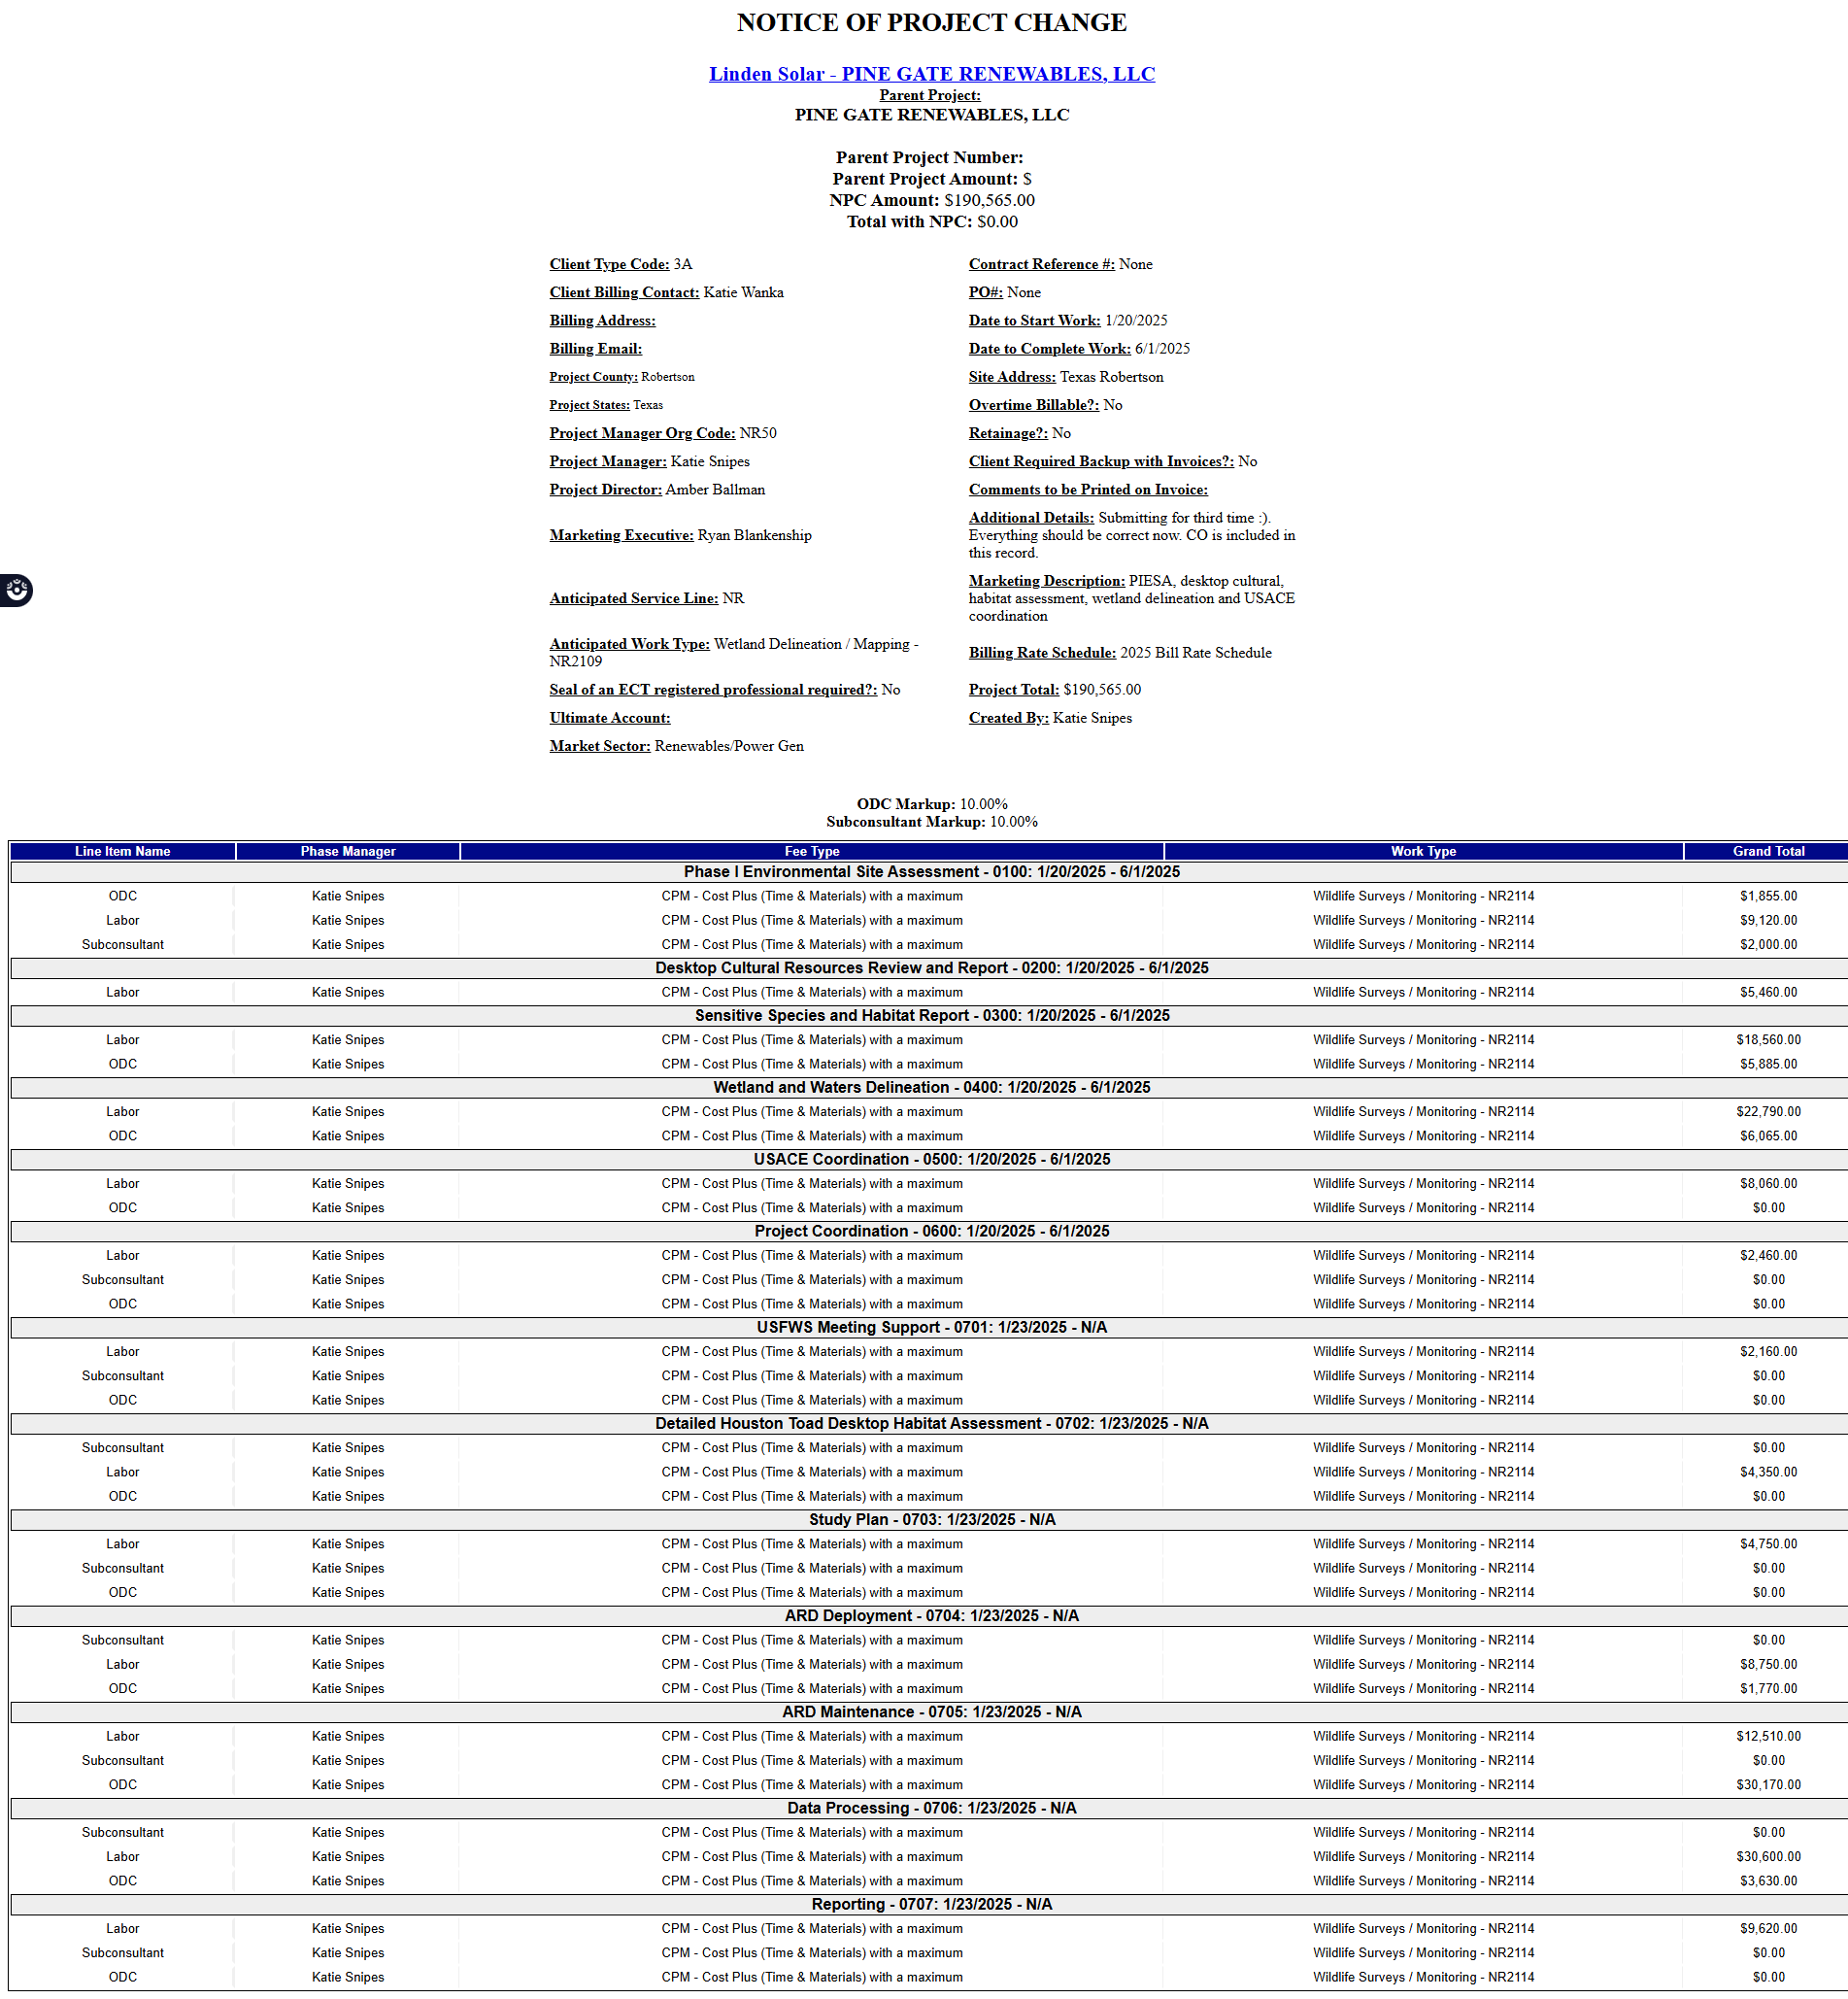 NOTICE OF PROJECT CHANGE
Linden Solar - PINE GATE RENEWABLES, LLC
Parent Project:
PINE GATE RENEWABLES, LLC
Parent Project Number:
Parent Project Amount: $
NPC Amount: $190,565.00
Total with NPC: $0.00
Client Type Code: 3A
Contract Reference #: None
Client Billing Contact: Katie Wanka
PO#: None
Billing Address:
Date to Start Work: 1/20/2025
Billing Email:
Date to Complete Work: 6/1/2025
Project County: Robertson
Site Address: Texas Robertson
Project States: Texas
Overtime Billable?: No
Project Manager Org Code: NR50
Retainage?: No
Project Manager: Katie Snipes
Client Required Backup with Invoices?: No
Project Director: Amber Ballman
Comments to be Printed on Invoice:
Marketing Executive: Ryan Blankenship
Additional Details: Submitting for third time :).
Everything should be correct now. CO is included in
this record.
Anticipated Service Line: NR
Marketing Description: PIESA, desktop cultural,
habitat assessment, wetland delineation and USACE
coordination
Anticipated Work Type: Wetland Delineation / Mapping -
NR2109
Billing Rate Schedule: 2025 Bill Rate Schedule
Seal of an ECT registered professional required?: No
Project Total: $190,565.00
Ultimate Account:
Created By: Katie Snipes
Market Sector: Renewables/Power Gen
ODC Markup: 10.00%
Subconsultant Markup: 10.00%
Line Item Name Phase Manager Fee Type Work Type Grand Total
Phase I Environmental Site Assessment - 0100: 1/20/2025 - 6/1/2025
ODC Katie Snipes CPM - Cost Plus (Time & Materials) with a maximum Wildlife Surveys / Monitoring - NR2114 $1,855.00
Labor Katie Snipes CPM - Cost Plus (Time & Materials) with a maximum Wildlife Surveys / Monitoring - NR2114 $9,120.00
Subconsultant Katie Snipes CPM - Cost Plus (Time & Materials) with a maximum Wildlife Surveys / Monitoring - NR2114 $2,000.00
Desktop Cultural Resources Review and Report - 0200: 1/20/2025 - 6/1/2025
Labor Katie Snipes CPM - Cost Plus (Time & Materials) with a maximum Wildlife Surveys / Monitoring - NR2114 $5,460.00
Sensitive Species and Habitat Report - 0300: 1/20/2025 - 6/1/2025
Labor Katie Snipes CPM - Cost Plus (Time & Materials) with a maximum Wildlife Surveys / Monitoring - NR2114 $18,560.00
ODC Katie Snipes CPM - Cost Plus (Time & Materials) with a maximum Wildlife Surveys / Monitoring - NR2114 $5,885.00
Wetland and Waters Delineation - 0400: 1/20/2025 - 6/1/2025
Labor Katie Snipes CPM - Cost Plus (Time & Materials) with a maximum Wildlife Surveys / Monitoring - NR2114 $22,790.00
ODC Katie Snipes CPM - Cost Plus (Time & Materials) with a maximum Wildlife Surveys / Monitoring - NR2114 $6,065.00
USACE Coordination - 0500: 1/20/2025 - 6/1/2025
Labor Katie Snipes CPM - Cost Plus (Time & Materials) with a maximum Wildlife Surveys / Monitoring - NR2114 $8,060.00
ODC Katie Snipes CPM - Cost Plus (Time & Materials) with a maximum Wildlife Surveys / Monitoring - NR2114 $0.00
Project Coordination - 0600: 1/20/2025 - 6/1/2025
Labor Katie Snipes CPM - Cost Plus (Time & Materials) with a maximum Wildlife Surveys / Monitoring - NR2114 $2,460.00
Subconsultant Katie Snipes CPM - Cost Plus (Time & Materials) with a maximum Wildlife Surveys / Monitoring - NR2114 $0.00
ODC Katie Snipes CPM - Cost Plus (Time & Materials) with a maximum Wildlife Surveys / Monitoring - NR2114 $0.00
USFWS Meeting Support - 0701: 1/23/2025 - N/A
Labor Katie Snipes CPM - Cost Plus (Time & Materials) with a maximum Wildlife Surveys / Monitoring - NR2114 $2,160.00
Subconsultant Katie Snipes CPM - Cost Plus (Time & Materials) with a maximum Wildlife Surveys / Monitoring - NR2114 $0.00
ODC Katie Snipes CPM - Cost Plus (Time & Materials) with a maximum Wildlife Surveys / Monitoring - NR2114 $0.00
Detailed Houston Toad Desktop Habitat Assessment - 0702: 1/23/2025 - N/A
Subconsultant Katie Snipes CPM - Cost Plus (Time & Materials) with a maximum Wildlife Surveys / Monitoring - NR2114 $0.00
Labor Katie Snipes CPM - Cost Plus (Time & Materials) with a maximum Wildlife Surveys / Monitoring - NR2114 $4,350.00
ODC Katie Snipes CPM - Cost Plus (Time & Materials) with a maximum Wildlife Surveys / Monitoring - NR2114 $0.00
Study Plan - 0703: 1/23/2025 - N/A
Labor Katie Snipes CPM - Cost Plus (Time & Materials) with a maximum Wildlife Surveys / Monitoring - NR2114 $4,750.00
Subconsultant Katie Snipes CPM - Cost Plus (Time & Materials) with a maximum Wildlife Surveys / Monitoring - NR2114 $0.00
ODC Katie Snipes CPM - Cost Plus (Time & Materials) with a maximum Wildlife Surveys / Monitoring - NR2114 $0.00
ARD Deployment - 0704: 1/23/2025 - N/A
Subconsultant Katie Snipes CPM - Cost Plus (Time & Materials) with a maximum Wildlife Surveys / Monitoring - NR2114 $0.00
Labor Katie Snipes CPM - Cost Plus (Time & Materials) with a maximum Wildlife Surveys / Monitoring - NR2114 $8,750.00
ODC Katie Snipes CPM - Cost Plus (Time & Materials) with a maximum Wildlife Surveys / Monitoring - NR2114 $1,770.00
ARD Maintenance - 0705: 1/23/2025 - N/A
Labor Katie Snipes CPM - Cost Plus (Time & Materials) with a maximum Wildlife Surveys / Monitoring - NR2114 $12,510.00
Subconsultant Katie Snipes CPM - Cost Plus (Time & Materials) with a maximum Wildlife Surveys / Monitoring - NR2114 $0.00
ODC Katie Snipes CPM - Cost Plus (Time & Materials) with a maximum Wildlife Surveys / Monitoring - NR2114 $30,170.00
Data Processing - 0706: 1/23/2025 - N/A
Subconsultant Katie Snipes CPM - Cost Plus (Time & Materials) with a maximum Wildlife Surveys / Monitoring - NR2114 $0.00
Labor Katie Snipes CPM - Cost Plus (Time & Materials) with a maximum Wildlife Surveys / Monitoring - NR2114 $30,600.00
ODC Katie Snipes CPM - Cost Plus (Time & Materials) with a maximum Wildlife Surveys / Monitoring - NR2114 $3,630.00
Reporting - 0707: 1/23/2025 - N/A
Labor Katie Snipes CPM - Cost Plus (Time & Materials) with a maximum Wildlife Surveys / Monitoring - NR2114 $9,620.00
Subconsultant Katie Snipes CPM - Cost Plus (Time & Materials) with a maximum Wildlife Surveys / Monitoring - NR2114 $0.00
ODC Katie Snipes CPM - Cost Plus (Time & Materials) with a maximum Wildlife Surveys / Monitoring - NR2114 $0.00